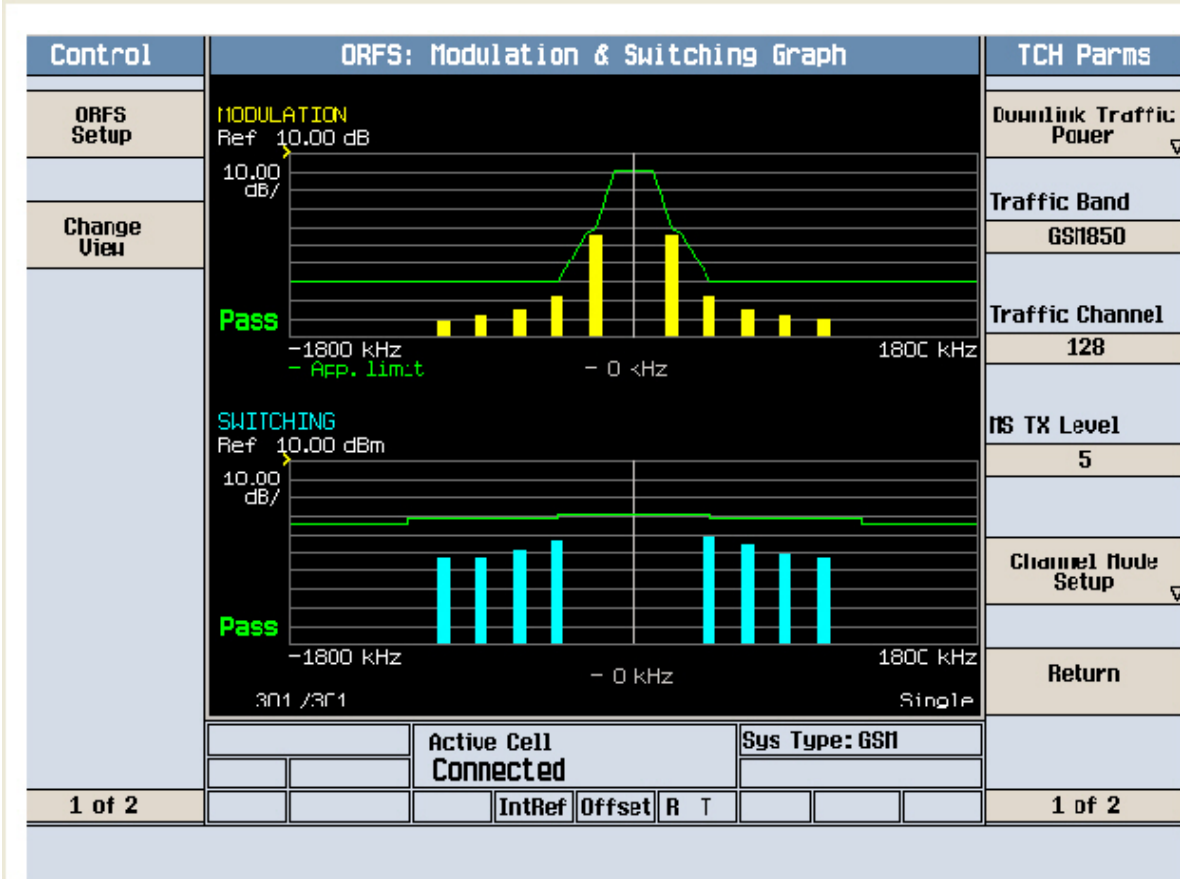 Control
ORFS: Modulation & Switching Graph
TCH Parms
ORFS
Setup
Change
View
1 of 2
MODULATION
Ref 10.00 dB
10.00
dB/
Pass
-1800 kHz
1800 kHz
- App. limit
- 0 kHz
SWITCHING
Ref 10.00 dBm
10.00
dB/
Pass
-1800 kHz
1800 kHz
- 0 kHz
301 /301
Single
Active Cell
Connected
Sys Type: GSM
IntRef
Offset
R T
Downlink Traffic
Power
Traffic Band
GSM850
Traffic Channel
128
MS TX Level
5
Channel Mode
Setup
Return
1 of 2